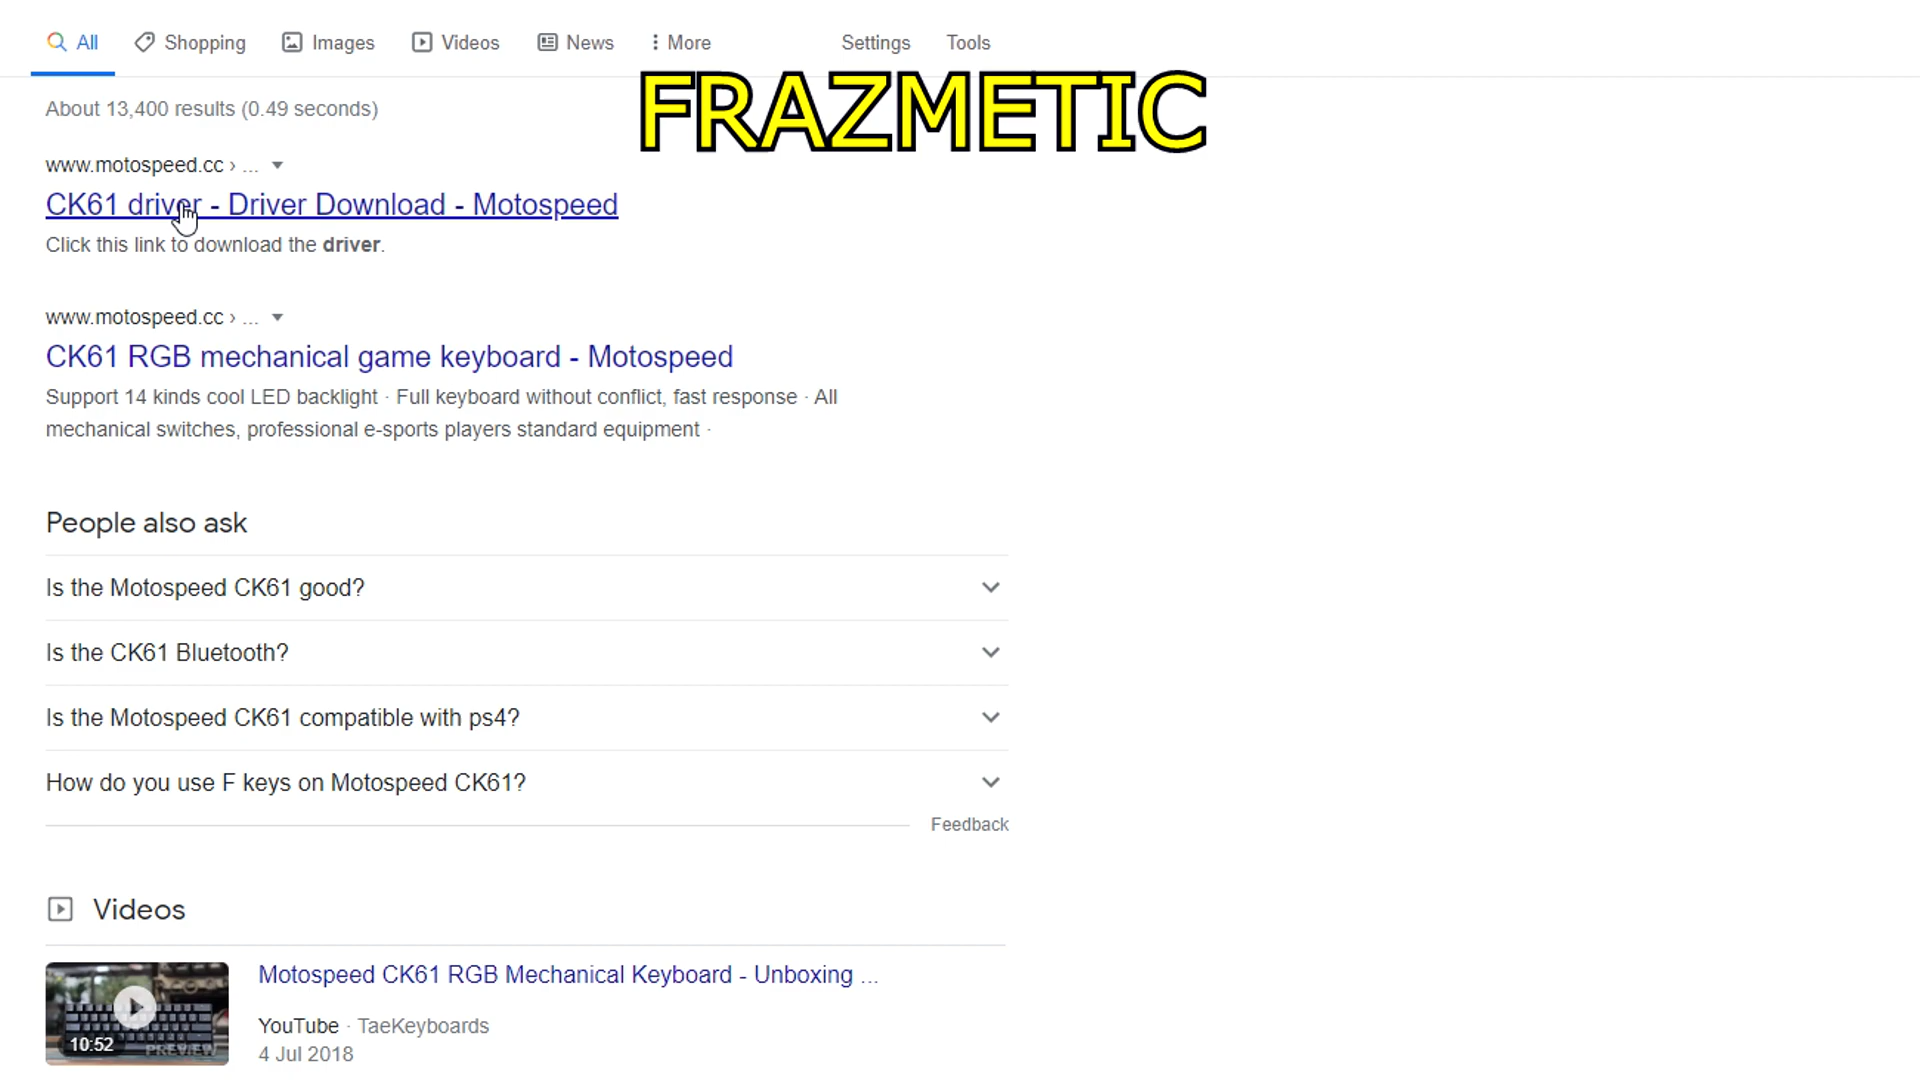 All Shopping Images Videos News More Settings Tools
FRAZMETIC
About 13,400 results (0.49 seconds)
www.motospeed.cc › ...
CK61 driver - Driver Download - Motospeed
Click this link to download the driver.
www.motospeed.cc › ...
CK61 RGB mechanical game keyboard - Motospeed
Support 14 kinds cool LED backlight · Full keyboard without conflict, fast response · All
mechanical switches, professional e-sports players standard equipment ·
People also ask
Is the Motospeed CK61 good?
Is the CK61 Bluetooth?
Is the Motospeed CK61 compatible with ps4?
How do you use F keys on Motospeed CK61?
Feedback
Videos
Motospeed CK61 RGB Mechanical Keyboard - Unboxing ...
YouTube · TaeKeyboards
4 Jul 2018
10:52
PREVIEW